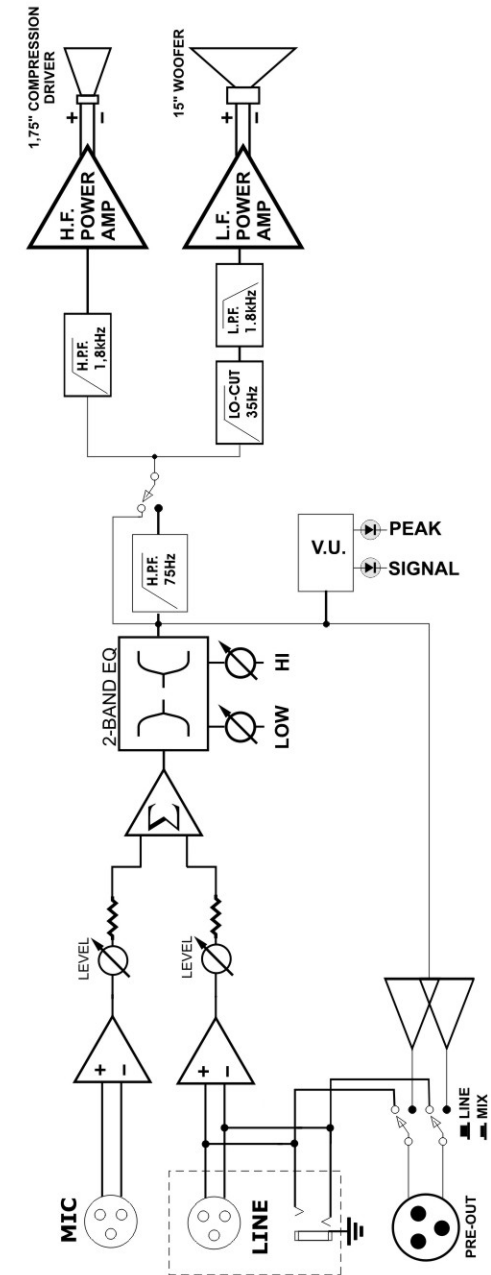 1,75" COMPRESSION
DRIVER
15" WOOFER
+
−
+
−
H.F.
POWER
AMP
L.F.
POWER
AMP
H.P.F.
1,8kHz
L.P.F.
1.8kHz
LO-CUT
35Hz
H.P.F.
75Hz
V.U.
PEAK
SIGNAL
2-BAND EQ
LOW
HI
Σ
LEVEL
LEVEL
+
−
+
−
MIC
LINE
LINE
MIX
PRE-OUT